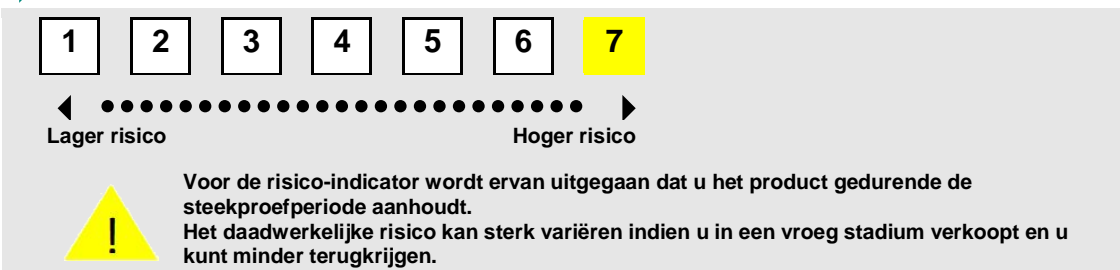 1 2 3 4 5 6 7
Lager risico Hoger risico
Voor de risico-indicator wordt ervan uitgegaan dat u het product gedurende de
steekproefperiode aanhoudt.
! Het daadwerkelijke risico kan sterk variëren indien u in een vroeg stadium verkoopt en u
kunt minder terugkrijgen.